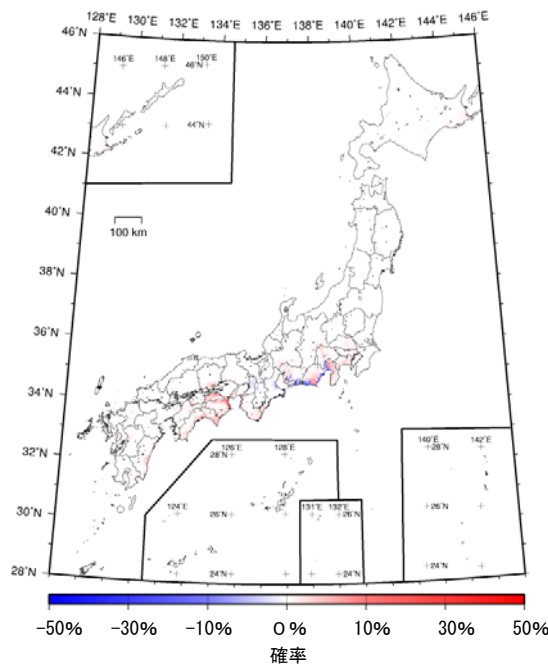 128°E 130°E 132°E 134°E 136°E 138°E 140°E 142°E 144°E 146°E
46°N
146°E 148°E 150°E
46°N
44°N
44°N
42°N
40°N
100 km
38°N
36°N
34°N
32°N
126°E 128°E
28°N
140°E 142°E
28°N
124°E
131°E 132°E
30°N
26°N
26°N
26°N
28°N
24°N
24°N
24°N
-50% -30% -10% 0% 10% 30% 50%
確率